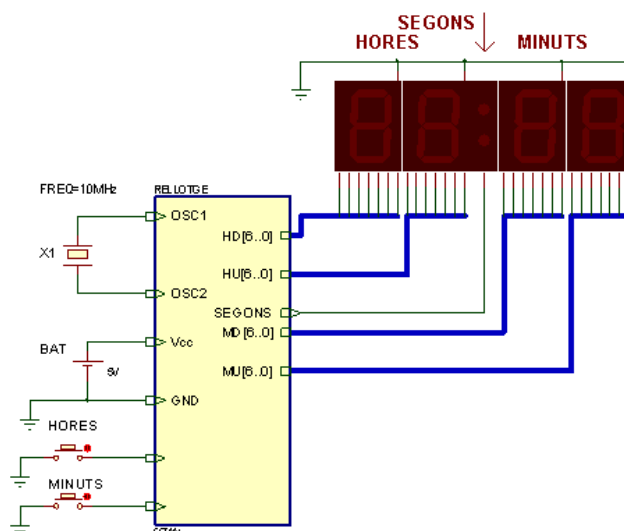 SEGONS
HORES
MINUTS
FREQ=10MHz
RELLOTGE
OSC1
HD[6..0]
X1
HU[6..0]
OSC2
SEGONS
MD[6..0]
Vcc
BAT
MU[6..0]
GND
HORES
MINUTS